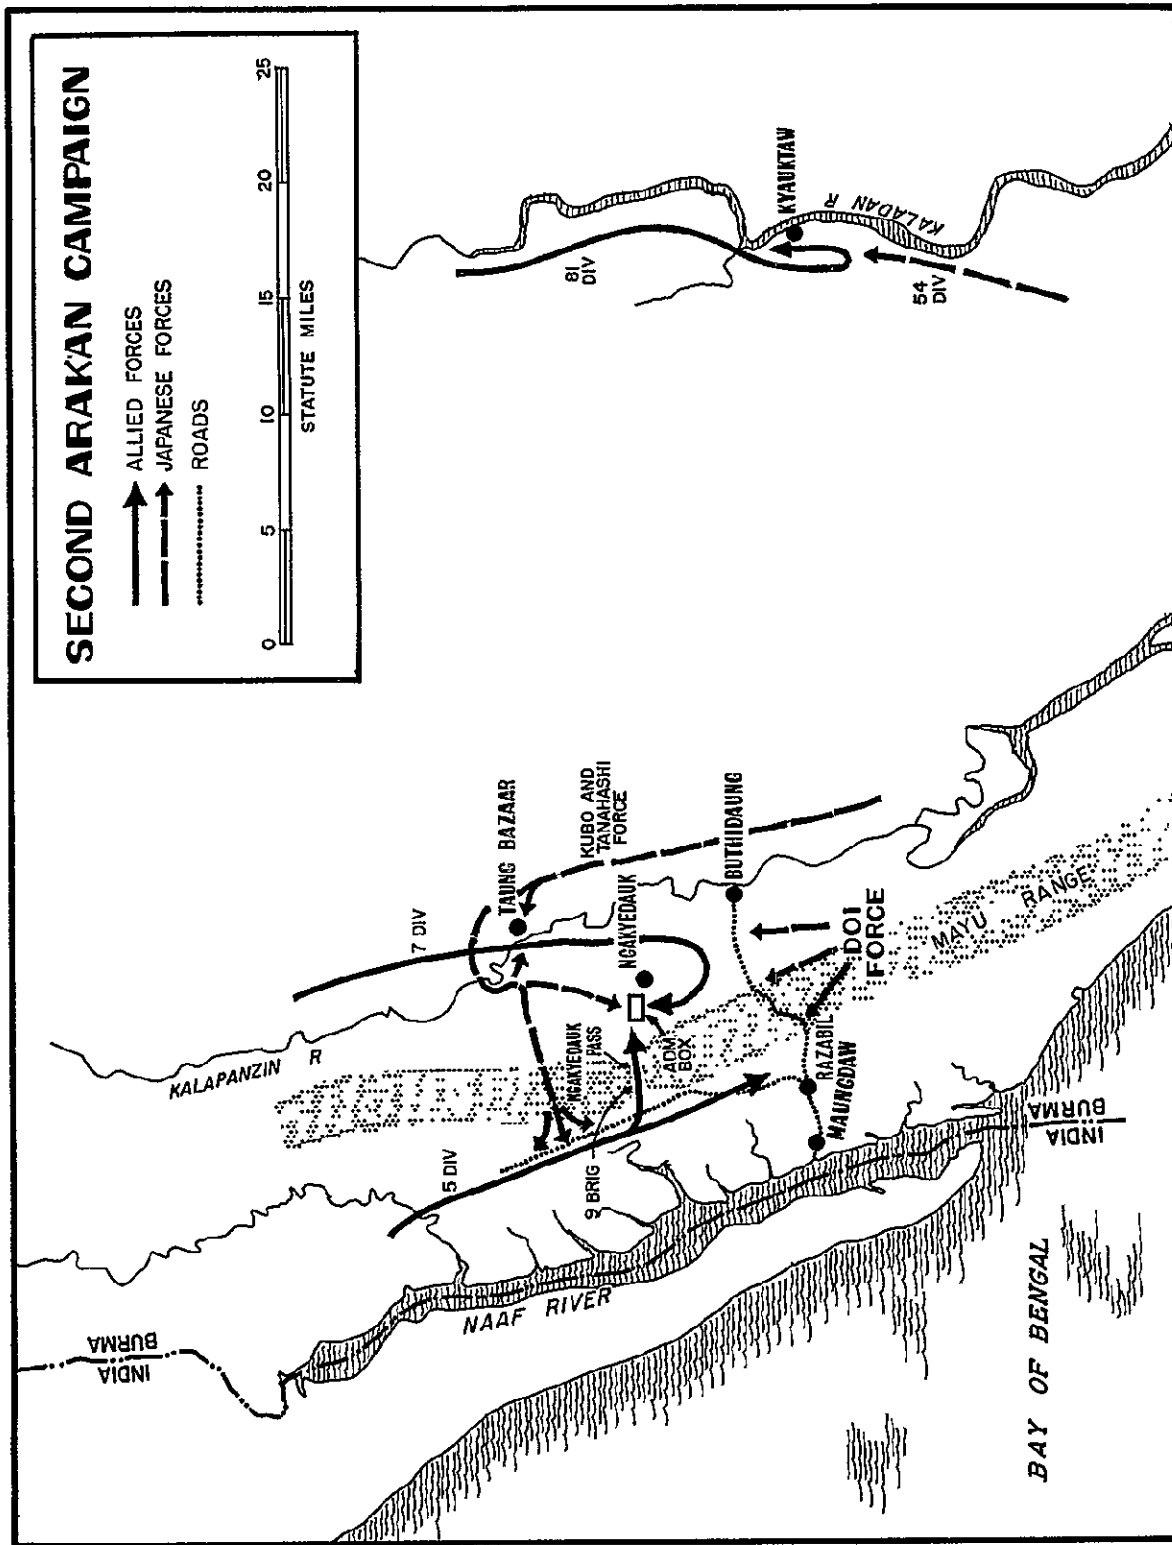 SECOND ARAKAN CAMPAIGN
ALLIED FORCES
JAPANESE FORCES
ROADS
0 5 10 15 20 25
STATUTE MILES
INDIA
BURMA
KALAPANZIN R
7 DIV
TAUNG BAZAAR
KUBO AND
TANAHASHI
FORCE
5 DIV
NGAKYEDAUK
PASS
NGAKYEDAUK
9 BRIG
ADM.
BOX
NAAF RIVER
BUTHIDAUNG
DOI
FORCE
RAZABIL
MAUNGDAW
MAYU RANGE
INDIA
BURMA
BAY OF BENGAL
81
DIV
KYAUKTAW
KALADAN R
54
DIV